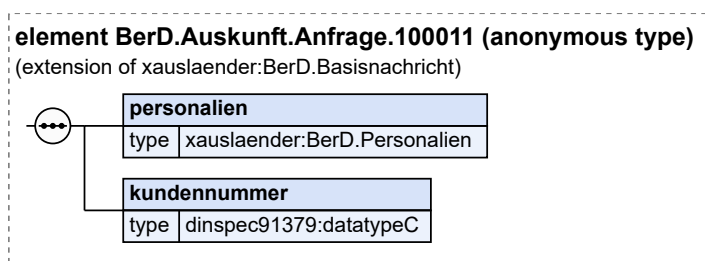 element BerD.Auskunft.Anfrage.100011 (anonymous type)
(extension of xauslaender:BerD.Basisnachricht)
personalien
type xauslaender:BerD.Personalien
kundennummer
type dinspec91379:datatypeC